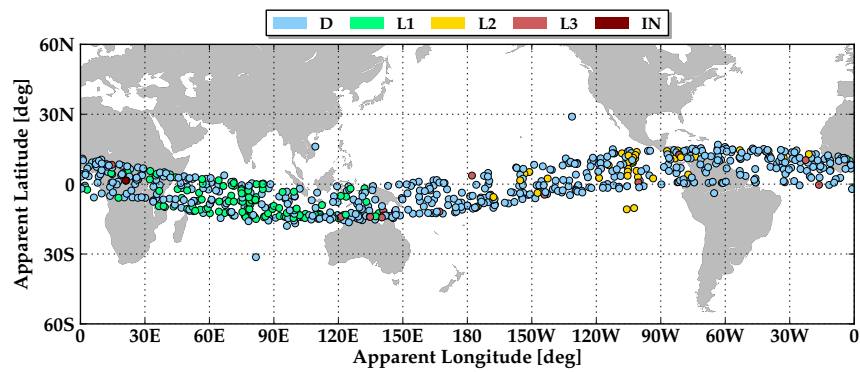 D L1 L2 L3 IN
60N
30N
0
30S
60S
Apparent Latitude [deg]
0 30E 60E 90E 120E 150E 180E 150W 120W 90W 60W 30W 0
Apparent Longitude [deg]